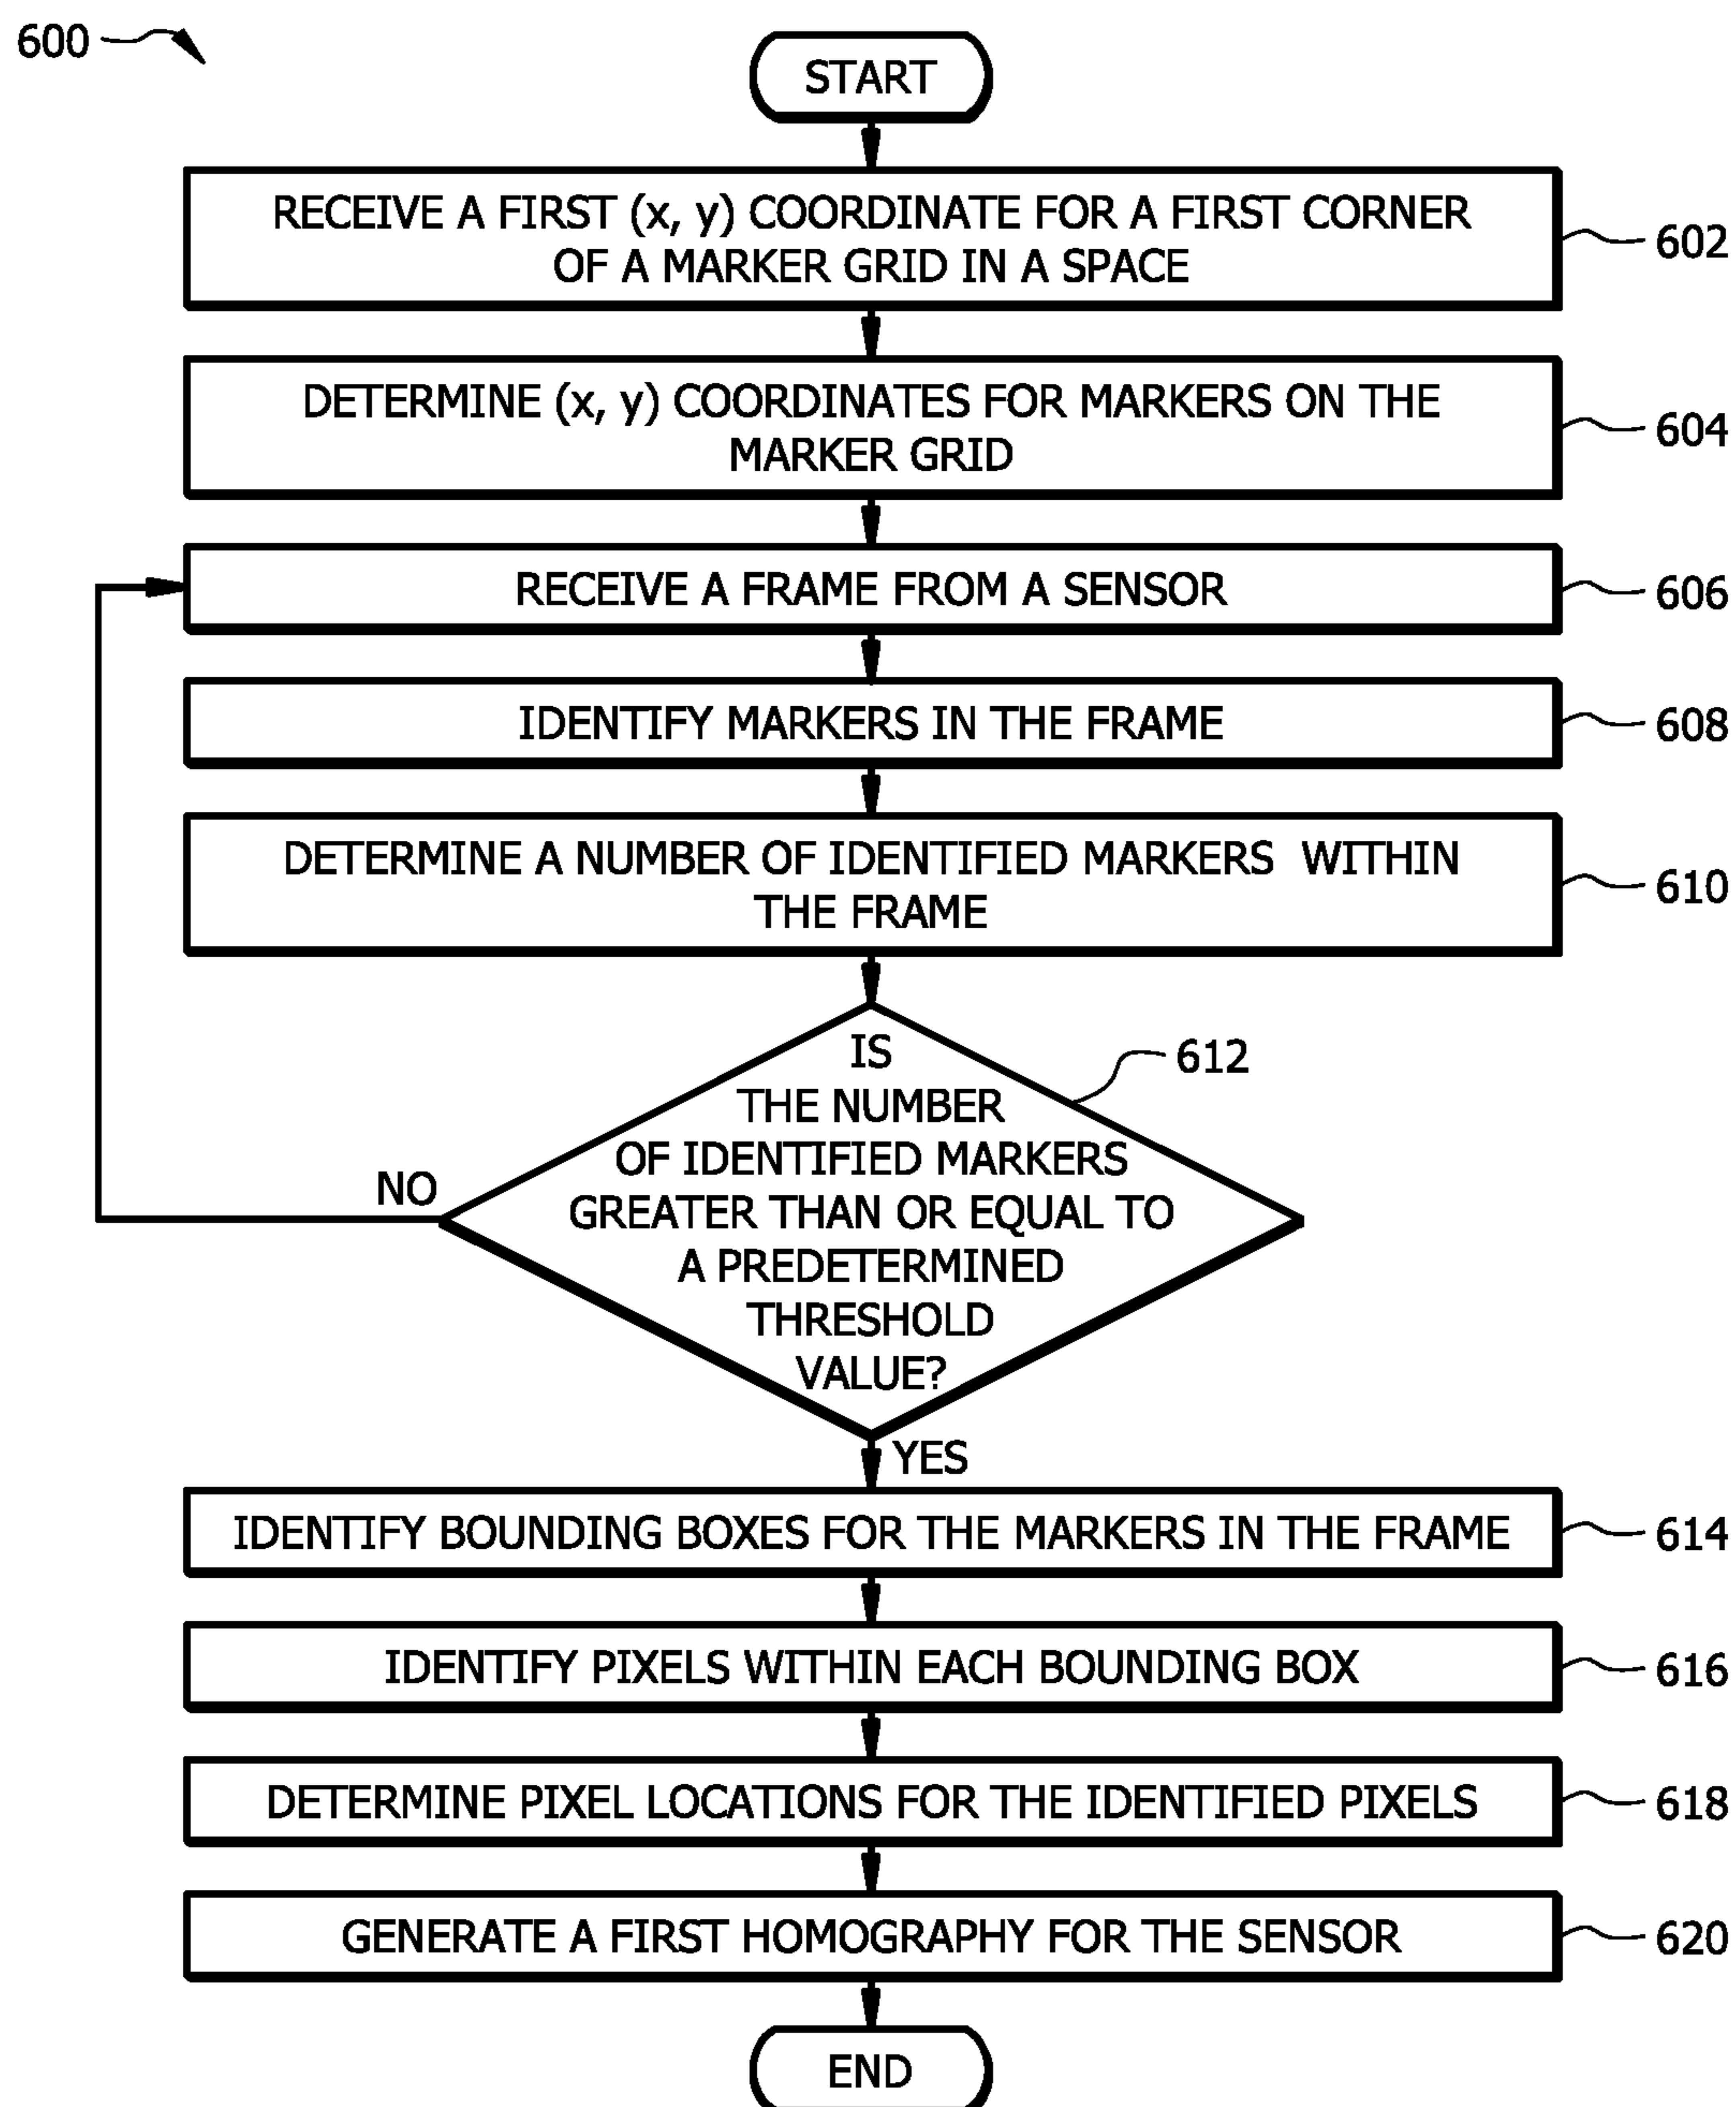 600
START
RECEIVE A FIRST (x, y) COORDINATE FOR A FIRST CORNER
OF A MARKER GRID IN A SPACE
602
DETERMINE (x, y) COORDINATES FOR MARKERS ON THE
MARKER GRID
604
RECEIVE A FRAME FROM A SENSOR
606
IDENTIFY MARKERS IN THE FRAME
608
DETERMINE A NUMBER OF IDENTIFIED MARKERS WITHIN
THE FRAME
610
IS
THE NUMBER
OF IDENTIFIED MARKERS
GREATER THAN OR EQUAL TO
A PREDETERMINED
THRESHOLD
VALUE?
612
NO
YES
IDENTIFY BOUNDING BOXES FOR THE MARKERS IN THE FRAME
614
IDENTIFY PIXELS WITHIN EACH BOUNDING BOX
616
DETERMINE PIXEL LOCATIONS FOR THE IDENTIFIED PIXELS
618
GENERATE A FIRST HOMOGRAPHY FOR THE SENSOR
620
END